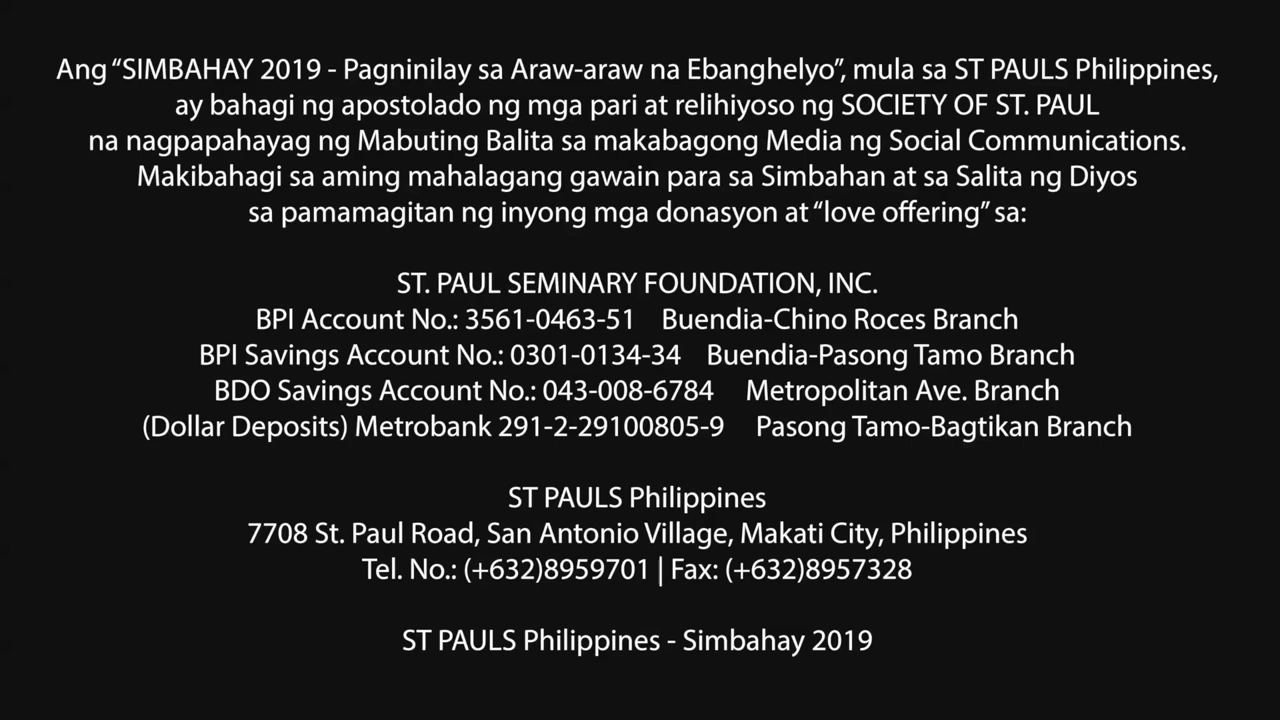 Ang “SIMBAHAY 2019 - Pagninilay sa Araw-araw na Ebanghelyo”, mula sa ST PAULS Philippines,
ay bahagi ng apostolado ng mga pari at relihiyoso ng SOCIETY OF ST. PAUL
na nagpapahayag ng Mabuting Balita sa makabagong Media ng Social Communications.
Makibahagi sa aming mahalagang gawain para sa Simbahan at sa Salita ng Diyos
sa pamamagitan ng inyong mga donasyon at “love offering” sa:
ST. PAUL SEMINARY FOUNDATION, INC.
BPI Account No.: 3561-0463-51 Buendia-Chino Roces Branch
BPI Savings Account No.: 0301-0134-34 Buendia-Pasong Tamo Branch
BDO Savings Account No.: 043-008-6784 Metropolitan Ave. Branch
(Dollar Deposits) Metrobank 291-2-29100805-9 Pasong Tamo-Bagtikan Branch
ST PAULS Philippines
7708 St. Paul Road, San Antonio Village, Makati City, Philippines
Tel. No.: (+632)8959701 | Fax: (+632)8957328
ST PAULS Philippines - Simbahay 2019